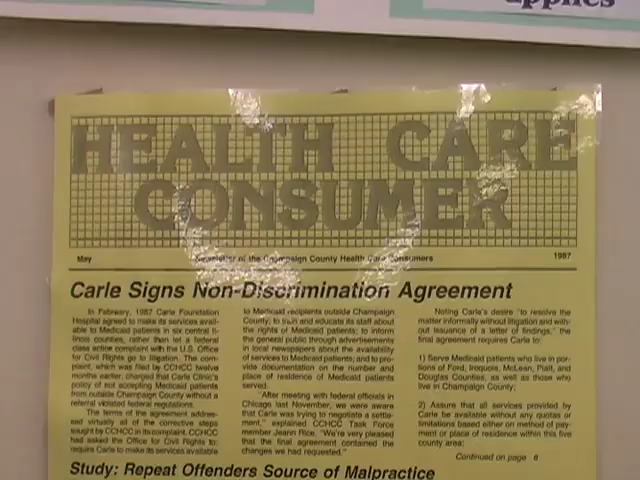 applies
HEALTH CARE
CONSUMER
May Newsletter of the Champaign County Health Care Consumers 1987
Carle Signs Non-Discrimination Agreement
In February, 1987 Carle Foundation
Hospital agreed to make its services avail-
able to Medicaid patients in six central Il-
linois counties, rather than let a federal
class action complaint with the U.S. Office
for Civil Rights go to litigation. The com-
plaint, which was filed by CCHCC twelve
months earlier, charged that Carle Clinic's
policy of not accepting Medicaid patients
from outside Champaign County without a
referral violated federal regulations.
The terms of the agreement address-
ed virtually all of the corrective steps
sought by CCHCC in its complaint. CCHCC
had asked the Office for Civil Rights to:
require Carle to make its services available
to Medicaid recipients outside Champaign
County; to train and educate its staff about
the rights of Medicaid patients; to inform
the general public through advertisements
in local newspapers about the availability
of services to Medicaid patients; and to pro-
vide documentation on the number and
place of residence of Medicaid patients
served.
"After meeting with federal officials in
Chicago last November, we were aware
that Carle was trying to negotiate a settle-
ment," explained CCHCC Task Force
member Jeann Rice. "We're very pleased
that the final agreement contained the
changes we had requested."
Noting Carle's desire "to resolve the
matter informally without litigation and with-
out issuance of a letter of findings," the
final agreement requires Carle to:
1) Serve Medicaid patients who live in por-
tions of Ford, Iroquois, McLean, Piatt, and
Douglas Counties, as well as those who
live in Champaign County;
2) Assure that all services provided by
Carle be available without any quotas or
limitations based either on method of pay-
ment or place of residence within this five
county area;
Continued on page 6
Study: Repeat Offenders Source of Malpractice